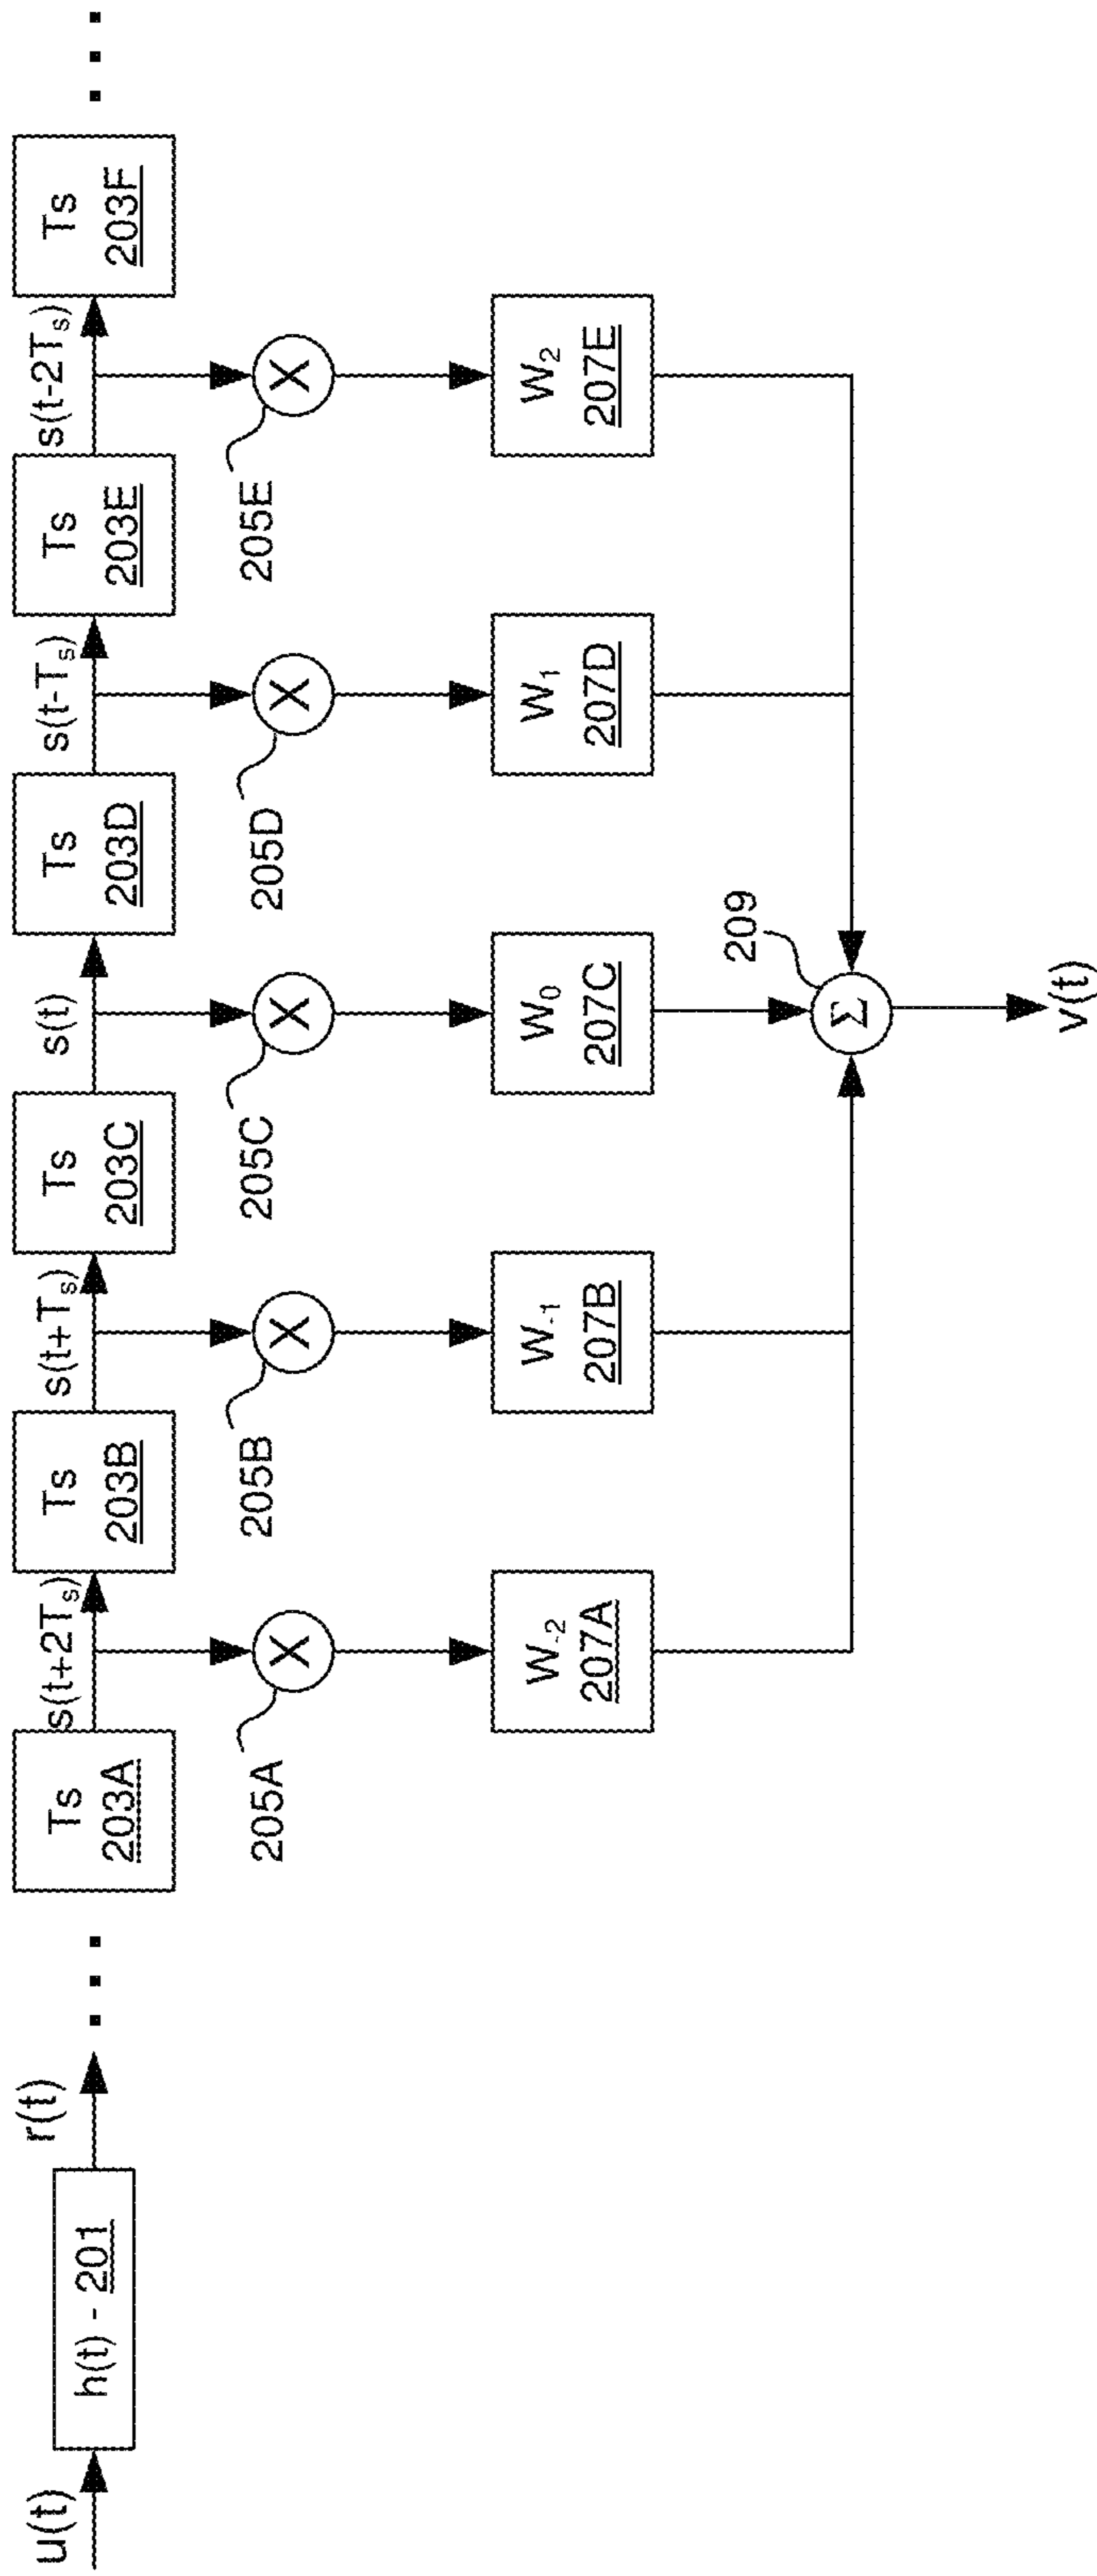 u(t)
h(t) - 201
r(t)
Ts
203A
s(t+2Ts)
Ts
203B
s(t+Ts)
Ts
203C
s(t)
Ts
203D
s(t-Ts)
Ts
203E
s(t-2Ts)
Ts
203F
X
205A
X
205B
X
205C
X
205D
X
205E
W-2
207A
W-1
207B
W0
207C
W1
207D
W2
207E
Σ
209
v(t)